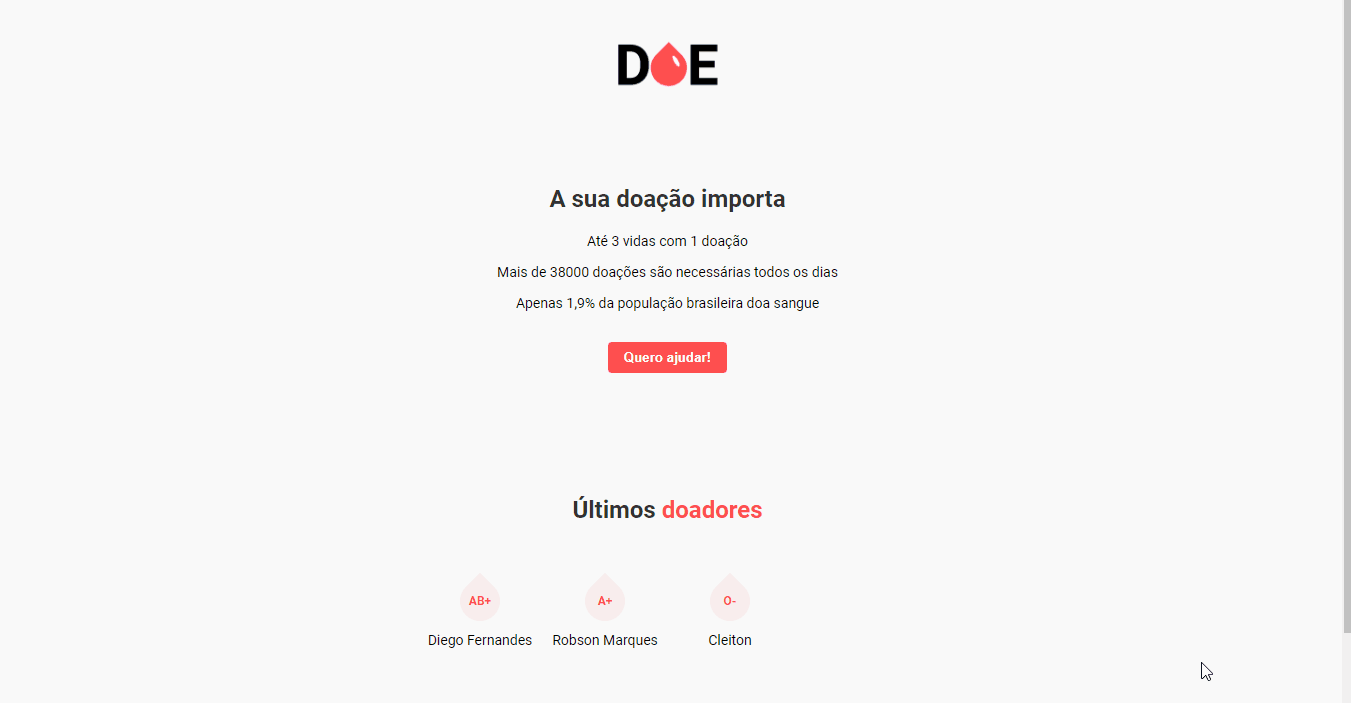 DOE
A sua doação importa
Até 3 vidas com 1 doação
Mais de 38000 doações são necessárias todos os dias
Apenas 1,9% da população brasileira doa sangue
Quero ajudar!
Últimos doadores
AB+ A+ O-
Diego Fernandes Robson Marques Cleiton